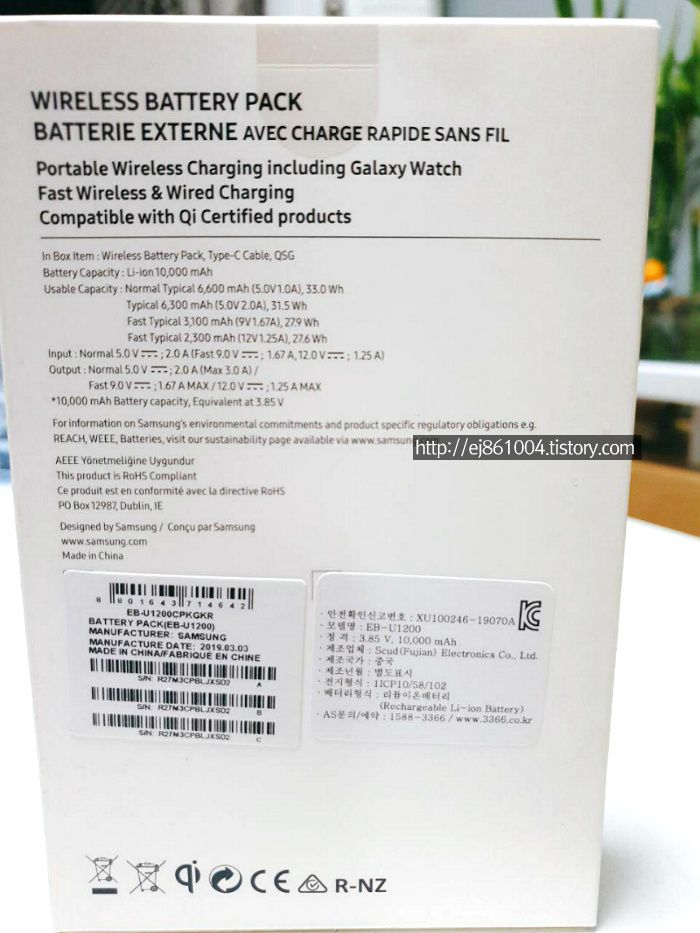 WIRELESS BATTERY PACK
BATTERIE EXTERNE AVEC CHARGE RAPIDE SANS FIL
Portable Wireless Charging including Galaxy Watch
Fast Wireless & Wired Charging
Compatible with Qi Certified products
In Box Item : Wireless Battery Pack, Type-C Cable, QSG
Battery Capacity : Li-ion 10,000 mAh
Usable Capacity : Normal Typical 6,600 mAh (5.0V 1.0A), 33.0 Wh
Typical 6,300 mAh (5.0V 2.0A), 31.5 Wh
Fast Typical 3,100 mAh (9V 1.67A), 27.9 Wh
Fast Typical 2,300 mAh (12V 1.25A), 27.6 Wh
Input : Normal 5.0 V ⎓ ; 2.0 A (Fast 9.0 V ⎓ ; 1.67 A, 12.0 V ⎓ ; 1.25 A)
Output : Normal 5.0 V ⎓ ; 2.0 A (Max 3.0 A) /
Fast 9.0 V ⎓ ; 1.67 A MAX / 12.0 V ⎓ ; 1.25 A MAX
*10,000 mAh Battery capacity, Equivalent at 3.85 V
For information on Samsung's environmental commitments and product specific regulatory obligations e.g.
REACH, WEEE, Batteries, visit our sustainability page available via www.samsun
http://ej861004.tistory.com
AEEE Yönetmeliğine Uygundur
This product is RoHS Compliant
Ce produit est en conformité avec la directive RoHS
PO Box 12987, Dublin, IE
Designed by Samsung / Conçu par Samsung
www.samsung.com
Made in China
8 801643 714642
EB-U1200CPKGKR
BATTERY PACK(EB-U1200)
MANUFACTURER: SAMSUNG
MANUFACTURE DATE: 2019.03.03
MADE IN CHINA/FABRIQUE EN CHINE
S/N: R27M3CPBLJXSD2 A
S/N: R27M3CPBLJXSD2 B
S/N: R27M3CPBLJXSD2 C
· 안전확인신고번호 : XU100246-19070A
· 모델명 : EB-U1200
· 정 격 : 3.85 V, 10,000 mAh
· 제조업체 : Scud(Fujian) Electronics Co., Ltd.
· 제조국가 : 중국
· 제조년월 : 별도표시
· 전지형식 : 1ICP10/58/102
· 배터리형식 : 리튬이온배터리
(Rechargeable Li-ion Battery)
· AS문의/예약 : 1588-3366 / www.3366.co.kr
qi CE R-NZ